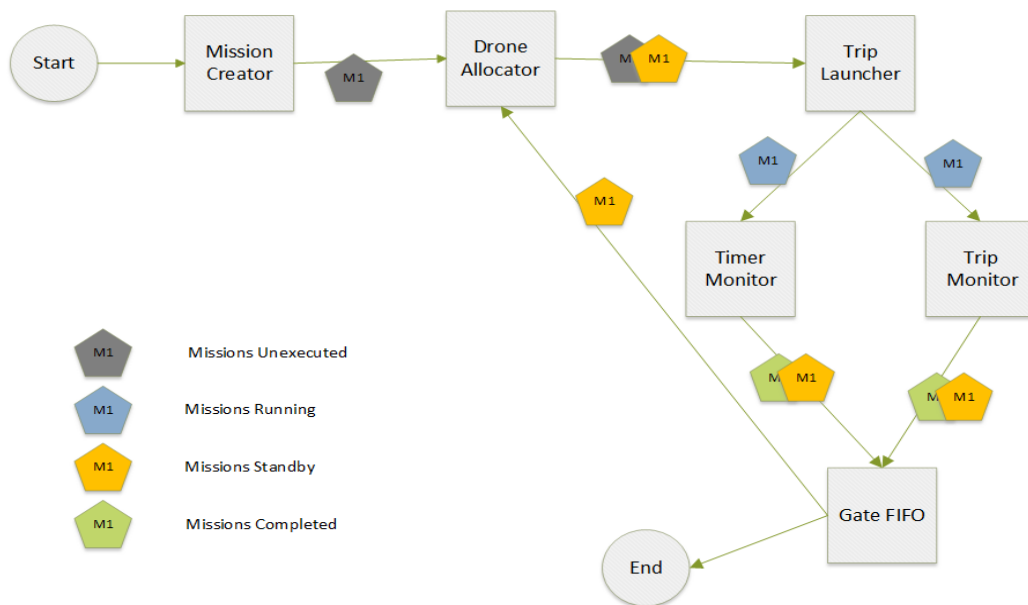 Start
Mission
Creator
M1
Drone
Allocator
M
M1
Trip
Launcher
M1
M1
M1
Timer
Monitor
Trip
Monitor
M1
Missions Unexecuted
M
M1
M
M1
M1
Missions Running
M1
Missions Standby
M1
Missions Completed
Gate FIFO
End